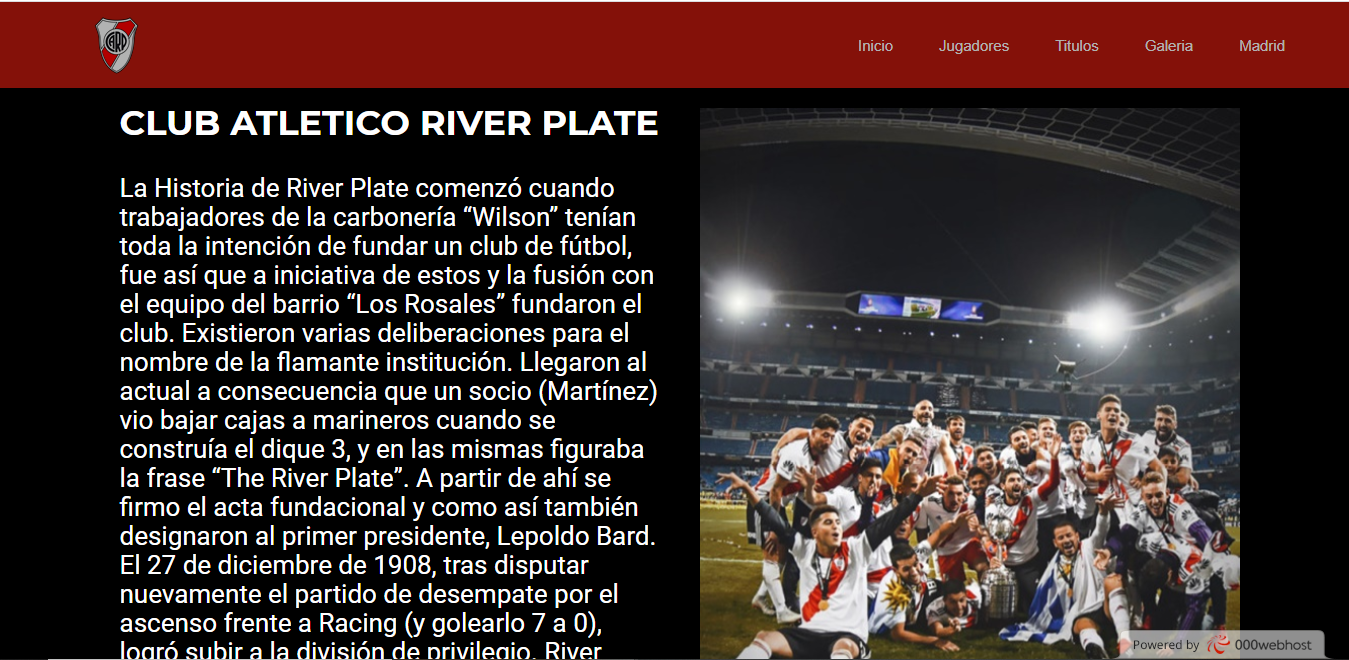 CARP
Inicio Jugadores Titulos Galeria Madrid
CLUB ATLETICO RIVER PLATE
La Historia de River Plate comenzó cuando
trabajadores de la carbonería “Wilson” tenían
toda la intención de fundar un club de fútbol,
fue así que a iniciativa de estos y la fusión con
el equipo del barrio “Los Rosales” fundaron el
club. Existieron varias deliberaciones para el
nombre de la flamante institución. Llegaron al
actual a consecuencia que un socio (Martínez)
vio bajar cajas a marineros cuando se
construía el dique 3, y en las mismas figuraba
la frase “The River Plate”. A partir de ahí se
firmo el acta fundacional y como así también
designaron al primer presidente, Lepoldo Bard.
El 27 de diciembre de 1908, tras disputar
nuevamente el partido de desempate por el
ascenso frente a Racing (y golearlo 7 a 0),
logró subir a la división de privilegio. River
Powered by 000webhost